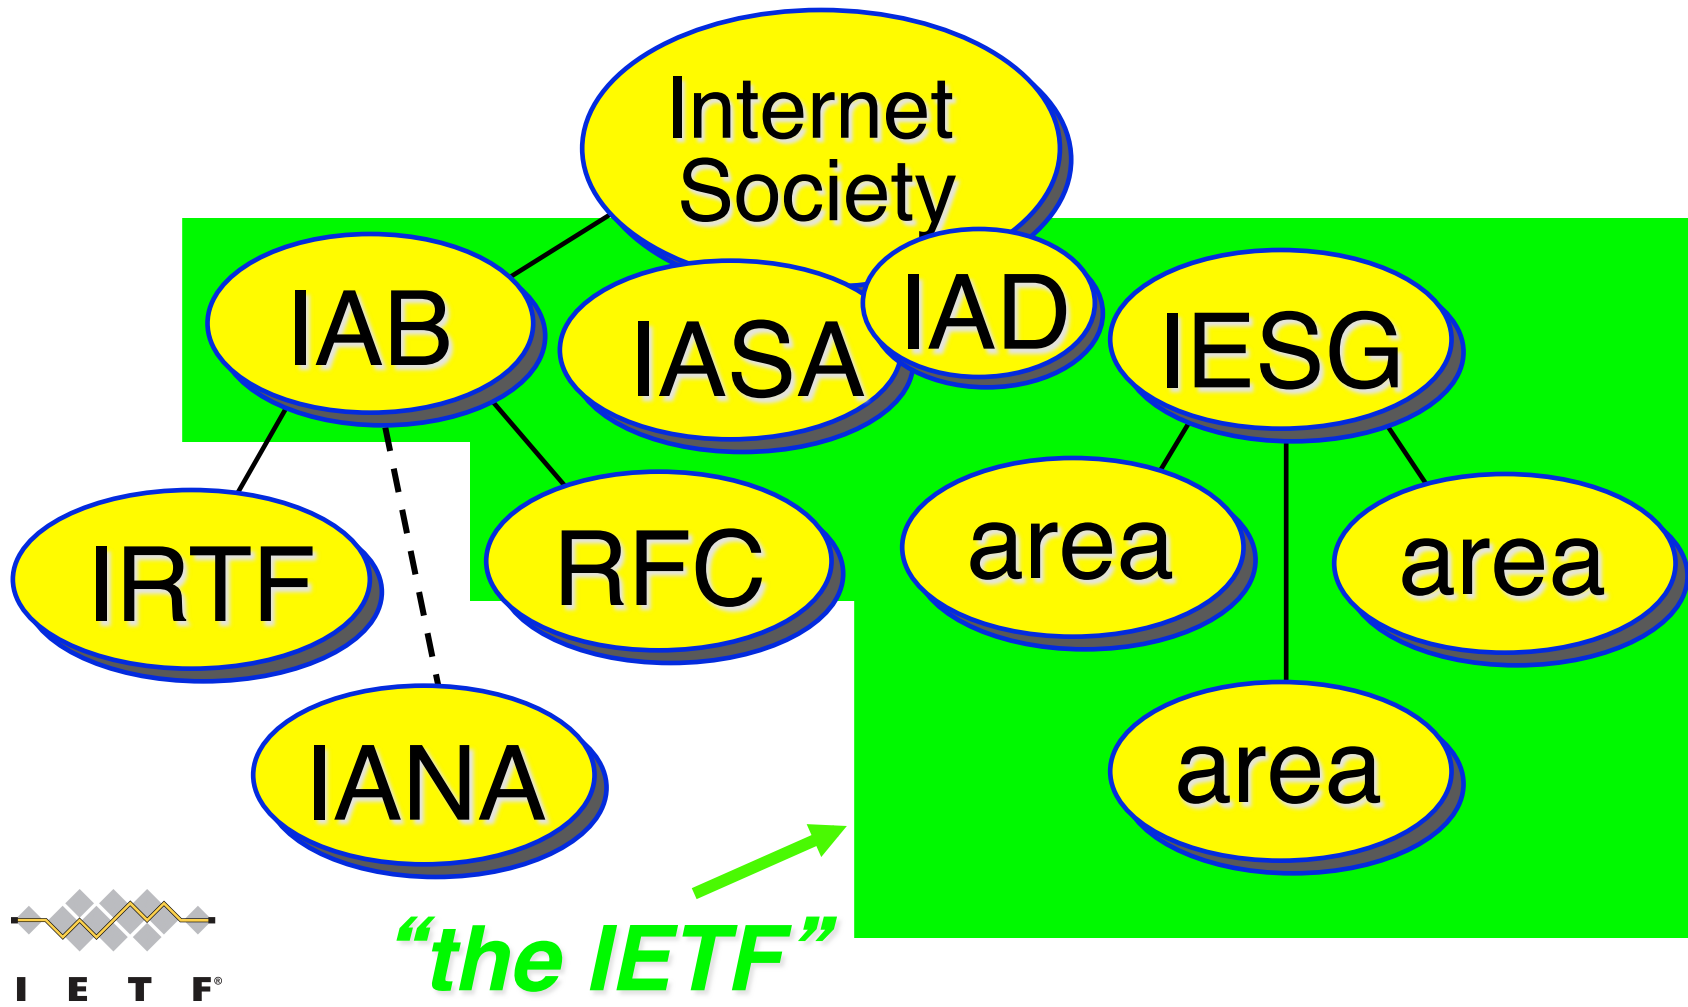 Internet
Society
IAB
IASA
IAD
IESG
IRTF
RFC
area
area
IANA
area
“the IETF”
I E T F®